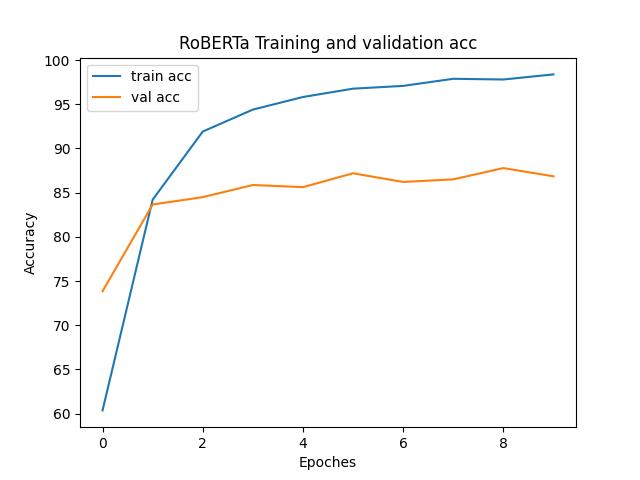 RoBERTa Training and validation acc
train acc
val acc
100
95
90
85
80
75
70
65
60
Accuracy
0 2 4 6 8
Epoches